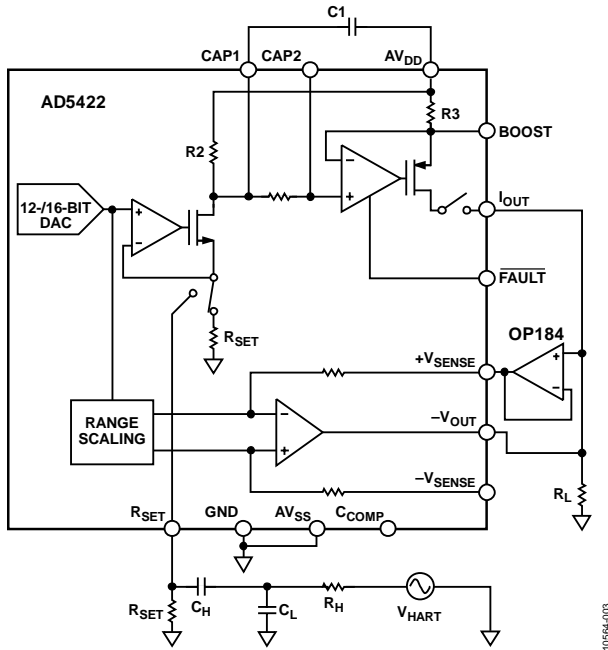 C1
CAP1 CAP2 AVDD
AD5422
R3
BOOST
R2
12-/16-BIT
DAC
IOUT
FAULT
RSET
OP184
+VSENSE
RANGE
SCALING
–VOUT
–VSENSE
RL
RSET
GND AVSS CCOMP
RSET
CH
CL
RH
VHART
10564-003
+
−
+
−
+
−
−
+